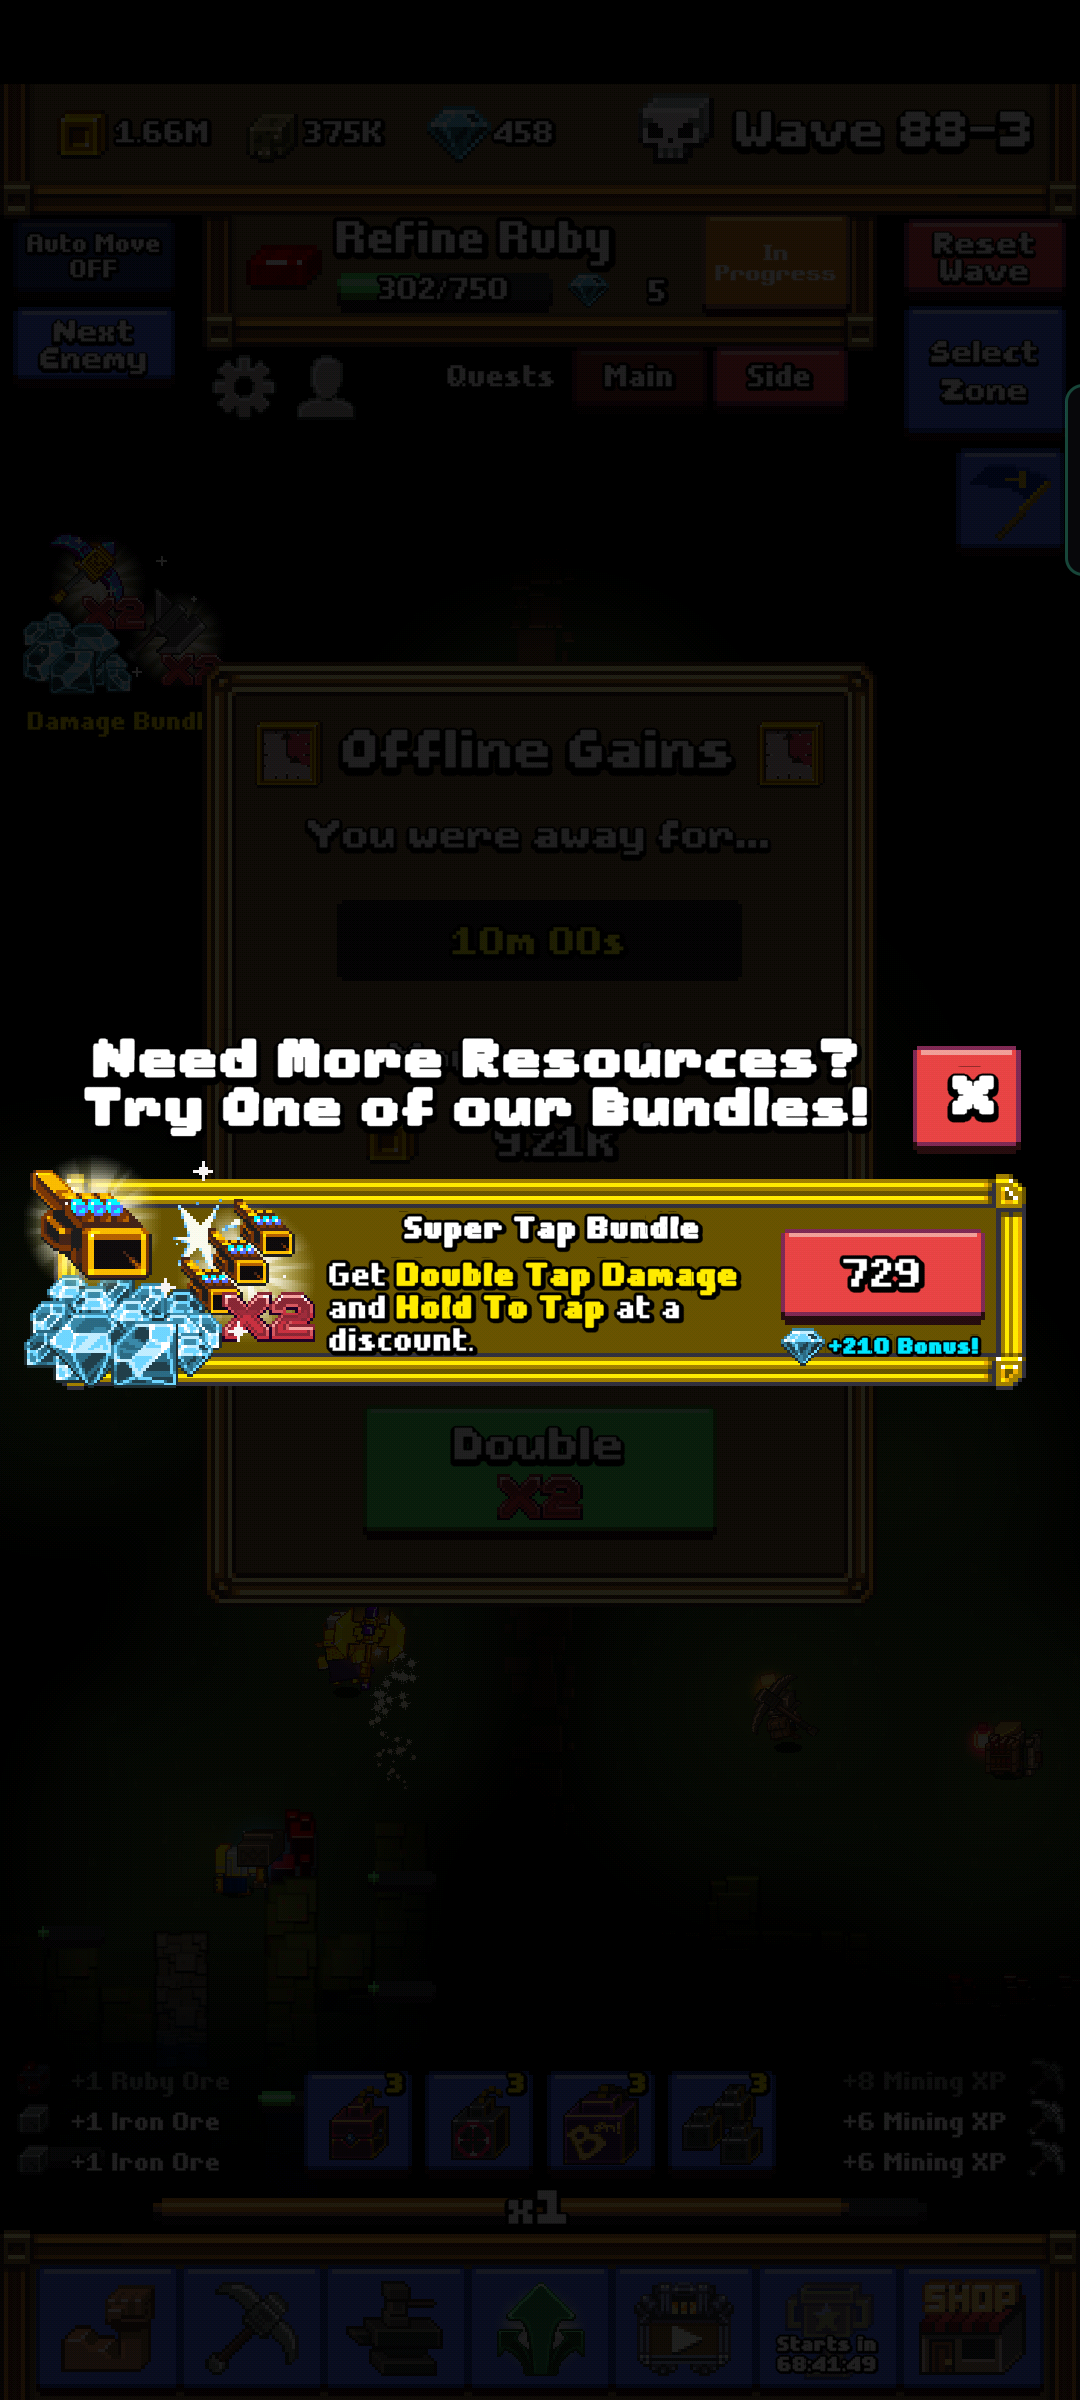 1.66M 375K 458 Wave 88-3
Auto Move
OFF
Refine Ruby
302/750 5
In
Progress
Reset
Wave
Next
Enemy
Select
Zone
Quests Main Side
X2
X2
Damage Bundl
Offline Gains
You were away for...
10m 00s
Need More Resources?
Try One of our Bundles!
X
9.21K
Super Tap Bundle
Get Double Tap Damage
and Hold To Tap at a
discount.
X2
729
+210 Bonus!
Double
X2
+1 Ruby Ore
+1 Iron Ore
+1 Iron Ore
3 3 3 3
+8 Mining XP
+6 Mining XP
+6 Mining XP
x1
Starts in
68:41:49
SHOP